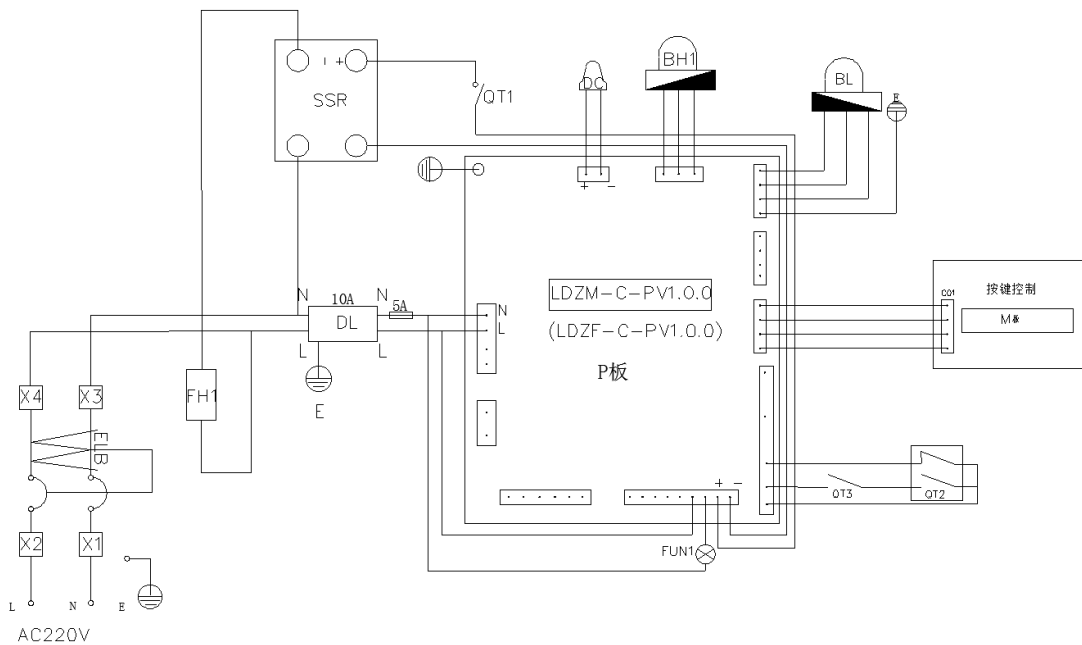 SSR
- +
QT1
DC
+ -
BH1
BL
E
LDZM-C-PV1.0.0
(LDZF-C-PV1.0.0)
P板
CO1
按键控制
N
10A
N
5A
DL
L
L
E
N
L
FH1
X4
X3
ELB
X2
X1
L
N
E
AC220V
+ -
FUN1
QT3
QT2